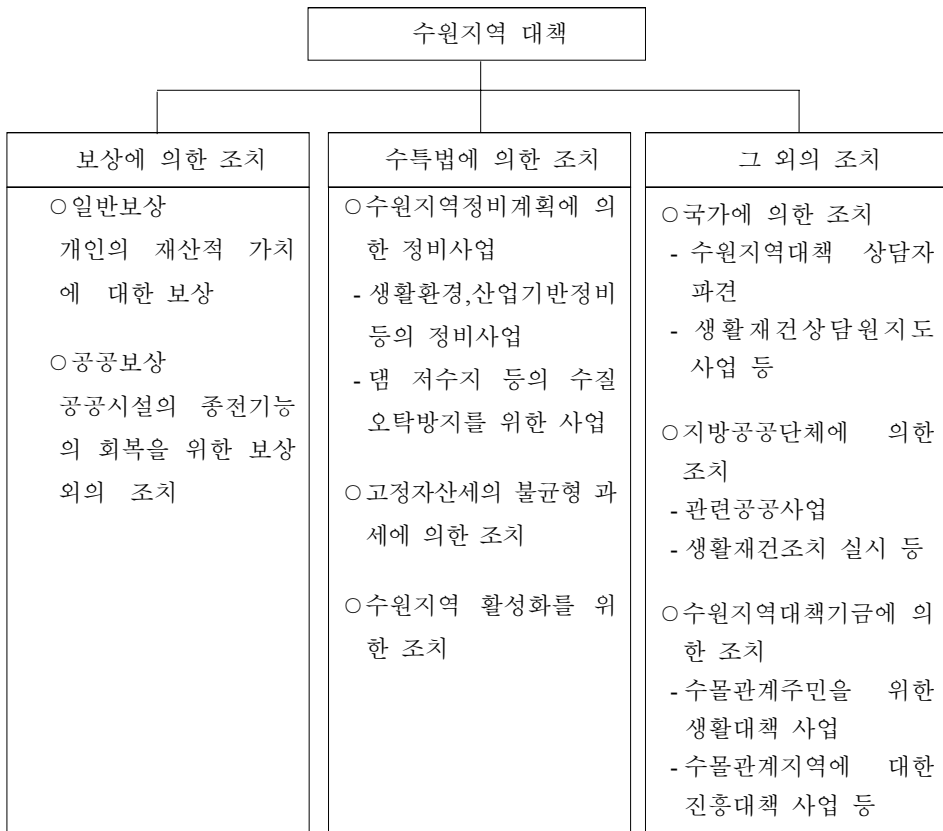 수원지역 대책
보상에 의한 조치
○일반보상
개인의 재산적 가치
에 대한 보상
○공공보상
공공시설의 종전기능
의 회복을 위한 보상
외의 조치
수특법에 의한 조치
○수원지역정비계획에 의
한 정비사업
- 생활환경,산업기반정비
등의 정비사업
- 댐 저수지 등의 수질
오탁방지를 위한 사업
○고정자산세의 불균형 과
세에 의한 조치
○수원지역 활성화를 위
한 조치
그 외의 조치
○국가에 의한 조치
- 수원지역대책 상담자
파견
- 생활재건상담원지도
사업 등
○지방공공단체에 의한
조치
- 관련공공사업
- 생활재건조치 실시 등
○수원지역대책기금에 의
한 조치
- 수몰관계주민을 위한
생활대책 사업
- 수몰관계지역에 대한
진흥대책 사업 등